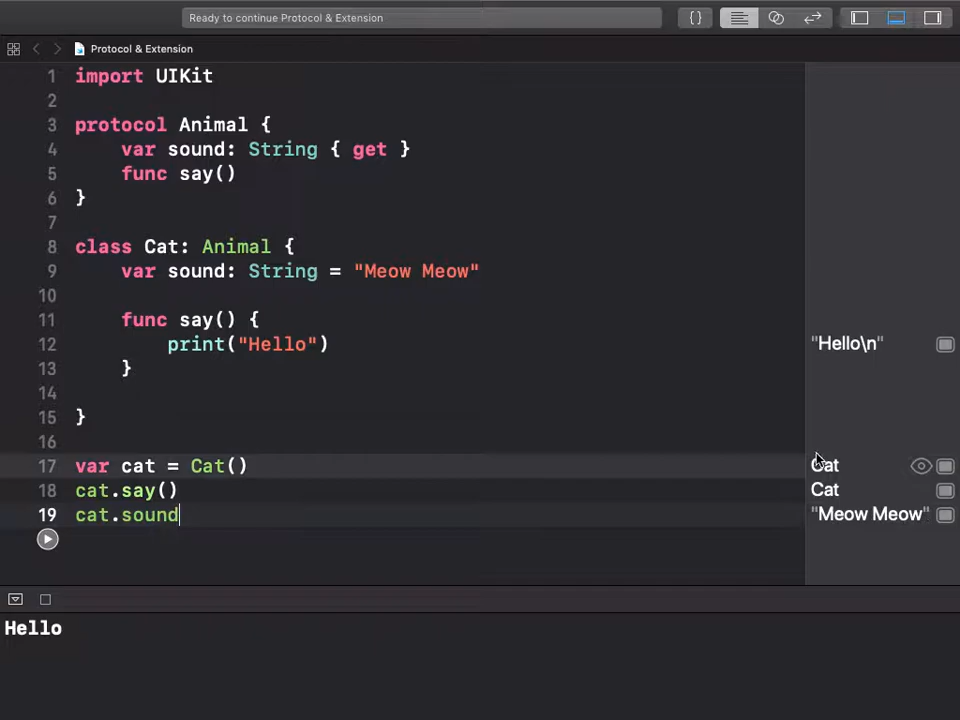 Ready to continue Protocol & Extension
{}
Protocol & Extension
1 import UIKit
2
3 protocol Animal {
4 var sound: String { get }
5 func say()
6 }
7
8 class Cat: Animal {
9 var sound: String = "Meow Meow"
10
11 func say() {
12 print("Hello") "Hello\n"
13 }
14
15 }
16
17 var cat = Cat() Cat
18 cat.say() Cat
19 cat.sound "Meow Meow"
Hello